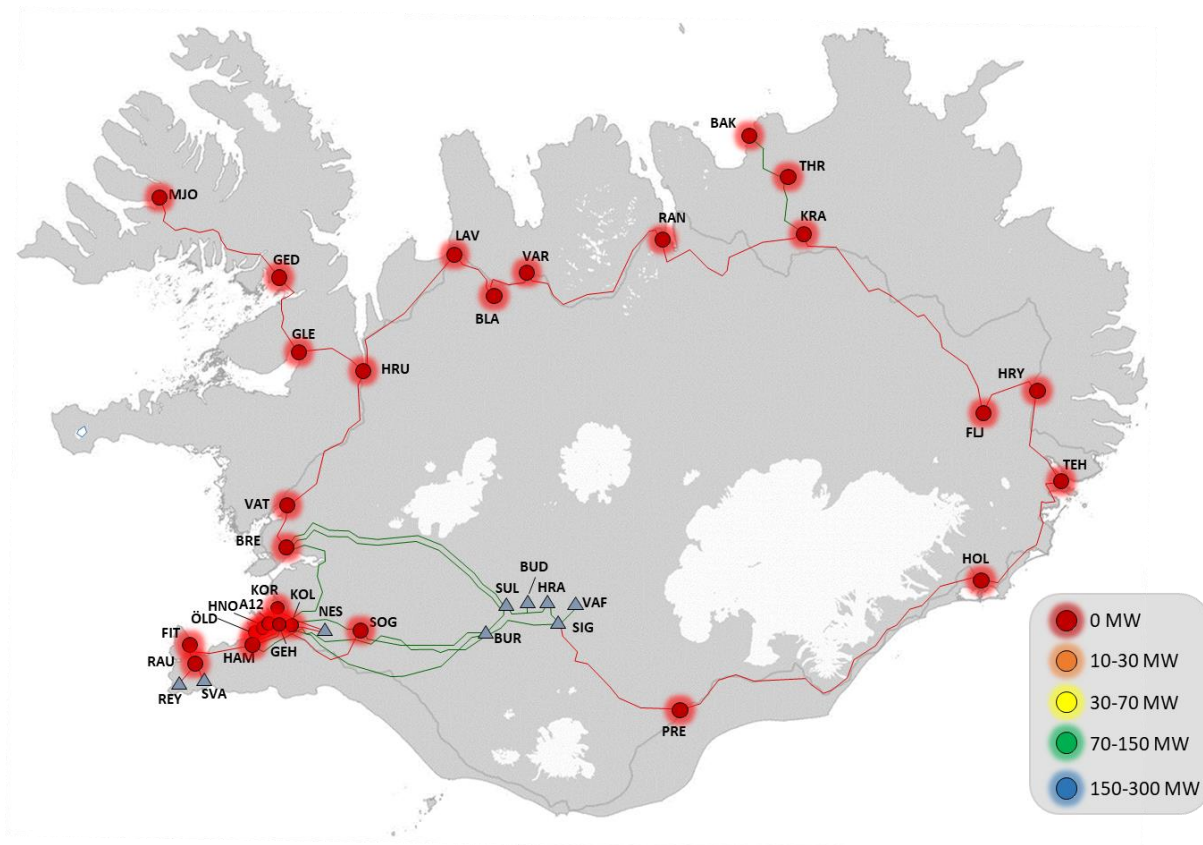 BAK
THR
MJO
KRA
RAN
LAV
VAR
GED
BLA
GLE
HRU
HRY
FLJ
TEH
VAT
BRE
HOL
BUD
HRA
SUL
VAF
KOR
KOL
HNO
A12
NES
ÖLD
SOG
SIG
FIT
BUR
HAM
GEH
RAU
REY
SVA
PRE
0 MW
10-30 MW
30-70 MW
70-150 MW
150-300 MW